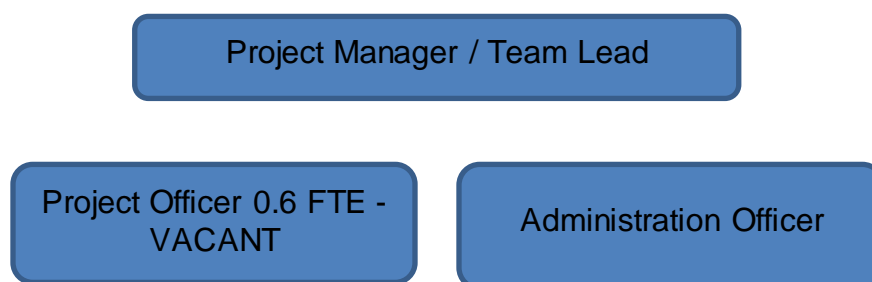 Project Manager / Team Lead
Project Officer 0.6 FTE -
VACANT
Administration Officer